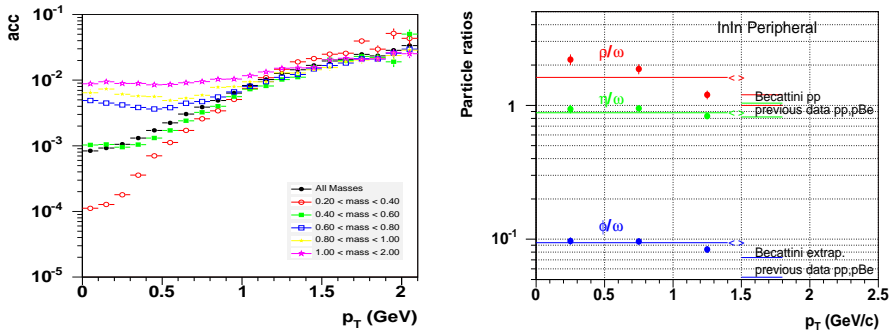 acc
10⁻¹
10⁻²
10⁻³
10⁻⁴
10⁻⁵
All Masses
0.20 < mass < 0.40
0.40 < mass < 0.60
0.60 < mass < 0.80
0.80 < mass < 1.00
1.00 < mass < 2.00
0 0.5 1 1.5 2
p_T (GeV)
Particle ratios
InIn Peripheral
ρ/ω
< >
Becattini pp
1
η/ω
< >
previous data pp,pBe
ϕ/ω
10⁻¹
< >
Becattini extrap.
previous data pp,pBe
0 0.5 1 1.5 2 2.5
p_T (GeV/c)